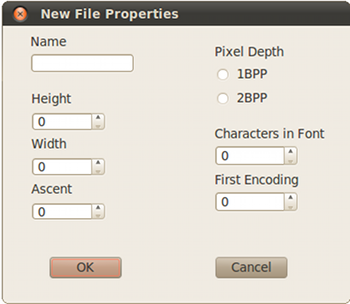 New File Properties
Name
Height
0
Width
0
Ascent
0
Pixel Depth
1BPP
2BPP
Characters in Font
0
First Encoding
0
OK
Cancel